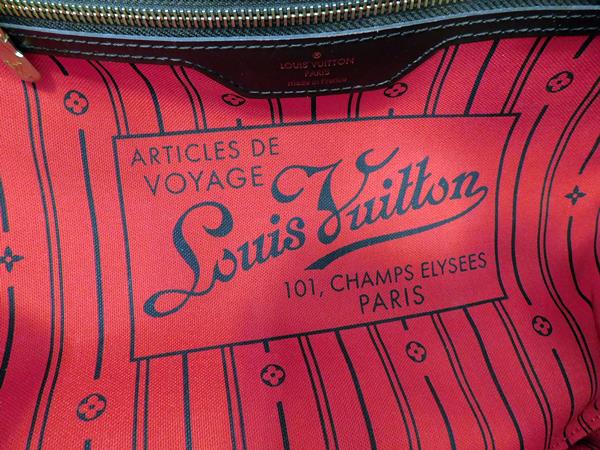 LOUIS VUITTON
PARIS
made in France
ARTICLES DE
VOYAGE
Louis Vuitton
101, CHAMPS ELYSEES
PARIS